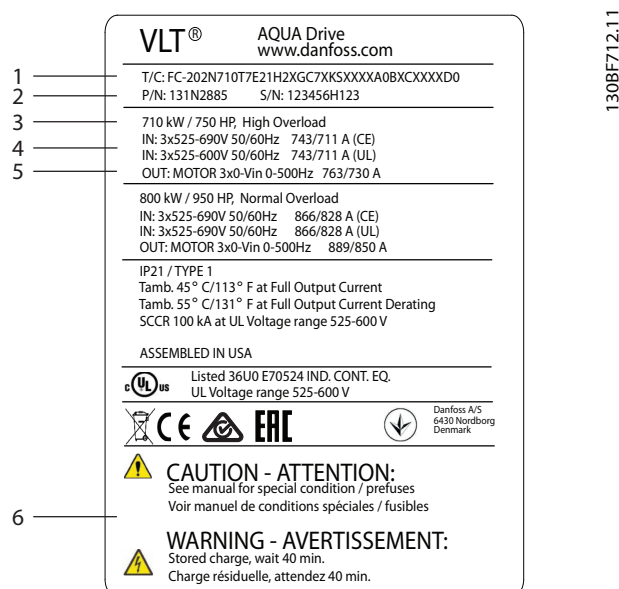 130BF712.11
VLT® AQUA Drive
www.danfoss.com
1 T/C: FC-202N710T7E21H2XGC7XKSXXXXA0BXCXXXXD0
2 P/N: 131N2885 S/N: 123456H123
3 710 kW / 750 HP, High Overload
4 IN: 3x525-690V 50/60Hz 743/711 A (CE)
IN: 3x525-600V 50/60Hz 743/711 A (UL)
5 OUT: MOTOR 3x0-Vin 0-500Hz 763/730 A
800 kW / 950 HP, Normal Overload
IN: 3x525-690V 50/60Hz 866/828 A (CE)
IN: 3x525-690V 50/60Hz 866/828 A (UL)
OUT: MOTOR 3x0-Vin 0-500Hz 889/850 A
IP21 / TYPE 1
Tamb. 45° C/113° F at Full Output Current
Tamb. 55° C/131° F at Full Output Current Derating
SCCR 100 kA at UL Voltage range 525-600 V
ASSEMBLED IN USA
c UL us Listed 36U0 E70524 IND. CONT. EQ.
UL Voltage range 525-600 V
CE EAC
Danfoss A/S
6430 Nordborg
Denmark
CAUTION - ATTENTION:
See manual for special condition / prefuses
Voir manuel de conditions spéciales / fusibles
6
WARNING - AVERTISSEMENT:
Stored charge, wait 40 min.
Charge résiduelle, attendez 40 min.